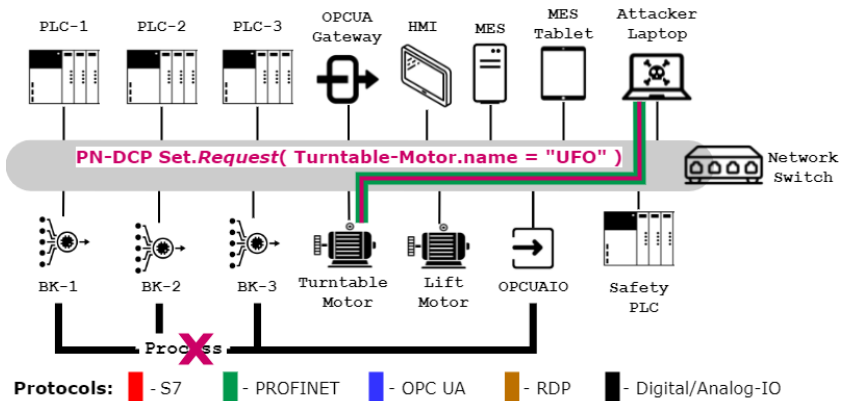 PLC-1
PLC-2
PLC-3
OPCUA
Gateway
HMI
MES
MES
Tablet
Attacker
Laptop
PN-DCP Set.Request( Turntable-Motor.name = "UFO" )
Network
Switch
BK-1
BK-2
BK-3
Turntable
Motor
Lift
Motor
OPCUAIO
Safety
PLC
Process
X
Protocols: - S7 - PROFINET - OPC UA - RDP - Digital/Analog-IO